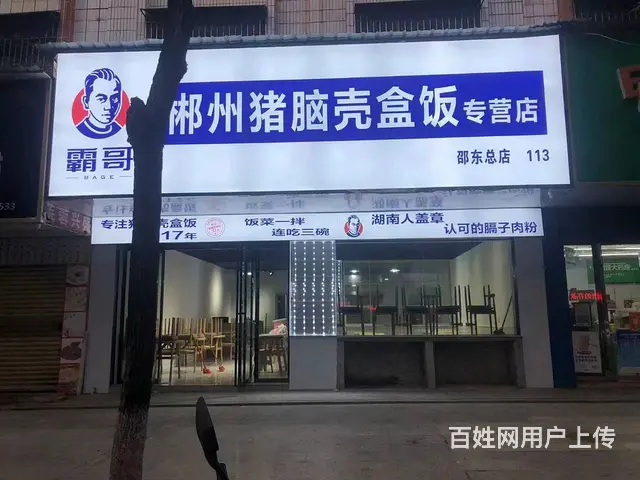 郴州猪脑壳盒饭专营店
霸哥
BAGE
邵东总店 113
专注猪脑壳盒饭
17年
饭菜一拌
连吃三碗
湖南人盖章
认可的膈子肉粉
533
百姓网用户上传